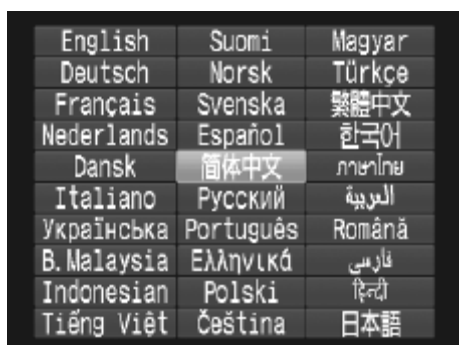 English Suomi Magyar
Deutsch Norsk Türkçe
Français Svenska 繁體中文
Nederlands Español 한국어
Dansk 简体中文 ภาษาไทย
Italiano Русский العربية
Українська Português Română
B.Malaysia Ελληνικά فارسی
Indonesian Polski हिन्दी
Tiếng Việt Čeština 日本語